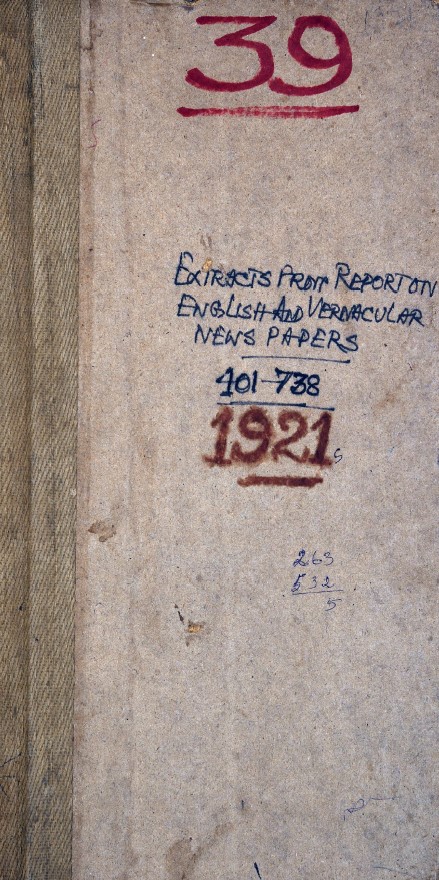 39
EXTRACTS FROM REPORT ON
ENGLISH AND VERNACULAR
NEWS PAPERS
401-738
1921
263
532
5